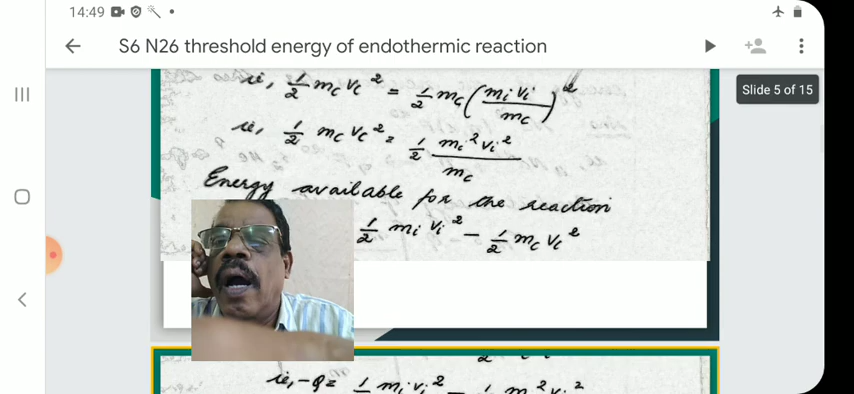 14:49
S6 N26 threshold energy of endothermic reaction
Slide 5 of 15
ie, 1/2 mc vc² = 1/2 mc (mi vi / mc)²
ie, 1/2 mc vc² = 1/2 mi² vi² / mc
Energy available for the reaction
1/2 mi vi² - 1/2 mc vc²
ie, -Q = 1/2 mi vi² -